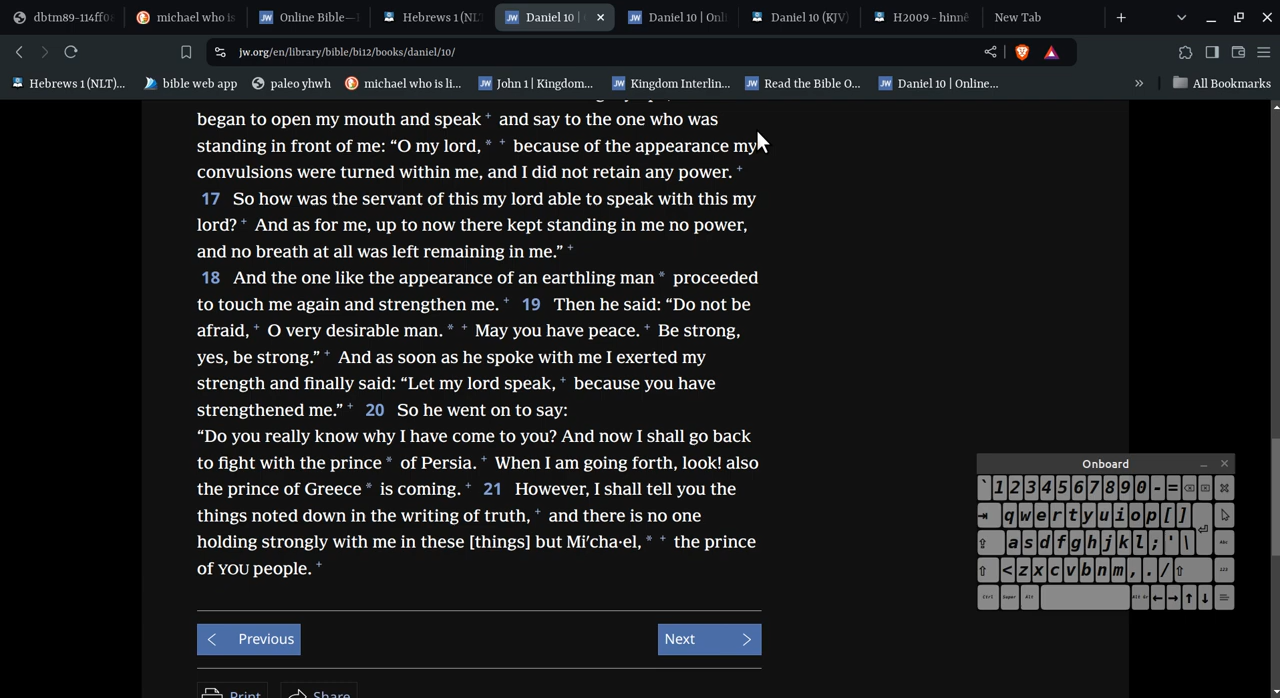 dbtm89-114ff0
michael who is
Online Bible—
Hebrews 1 (NL
Daniel 10 |
Daniel 10 | Onl
Daniel 10 (KJV)
H2009 - hinnê
New Tab
jw.org/en/library/bible/bi12/books/daniel/10/
Hebrews 1 (NLT)...
bible web app
paleo yhwh
michael who is li...
John 1 | Kingdom...
Kingdom Interlin...
Read the Bible O...
Daniel 10 | Online...
»
All Bookmarks
began to open my mouth and speak + and say to the one who was
standing in front of me: “O my lord, * + because of the appearance my
convulsions were turned within me, and I did not retain any power. +
17 So how was the servant of this my lord able to speak with this my
lord? + And as for me, up to now there kept standing in me no power,
and no breath at all was left remaining in me.” +
18 And the one like the appearance of an earthling man * proceeded
to touch me again and strengthen me. + 19 Then he said: “Do not be
afraid, + O very desirable man. * + May you have peace. + Be strong,
yes, be strong.” + And as soon as he spoke with me I exerted my
strength and finally said: “Let my lord speak, + because you have
strengthened me.” + 20 So he went on to say:
“Do you really know why I have come to you? And now I shall go back
to fight with the prince * of Persia. + When I am going forth, look! also
the prince of Greece * is coming. + 21 However, I shall tell you the
things noted down in the writing of truth, + and there is no one
holding strongly with me in these [things] but Mi′cha·el, * + the prince
of YOU people. +
Previous
Next
Print
Share
Onboard
` 1 2 3 4 5 6 7 8 9 0 - =
q w e r t y u i o p [ ]
a s d f g h j k l ; ' \
< z x c v b n m , . /
Ctrl Super Alt Alt Gr
Abc
123